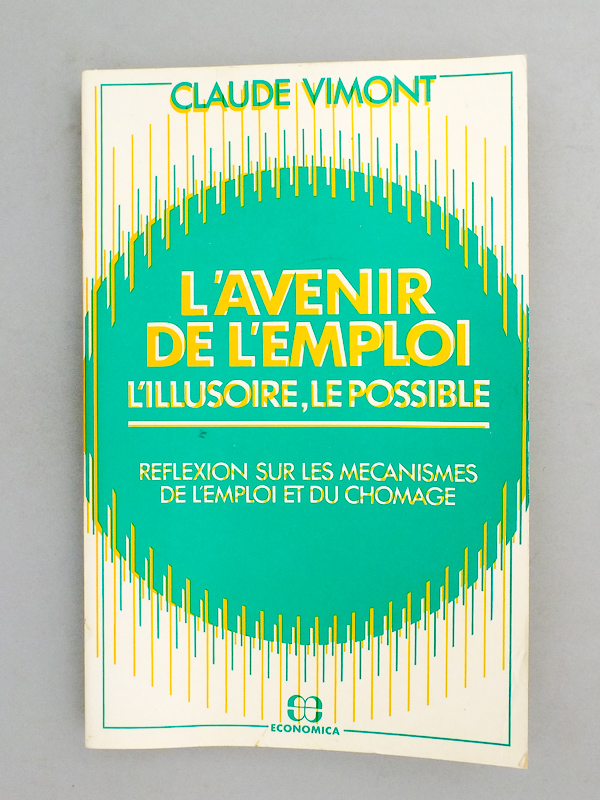 CLAUDE VIMONT
L'AVENIR
DE L'EMPLOI
L'ILLUSOIRE, LE POSSIBLE
REFLEXION SUR LES MECANISMES
DE L'EMPLOI ET DU CHOMAGE
ECONOMICA